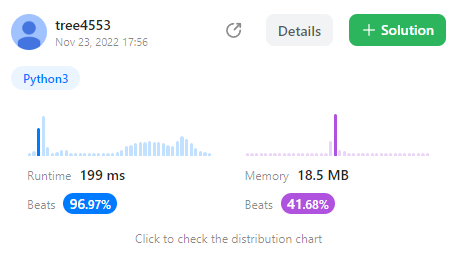 tree4553
Nov 23, 2022 17:56
Details
+ Solution
Python3
Runtime 199 ms
Memory 18.5 MB
Beats 96.97%
Beats 41.68%
Click to check the distribution chart